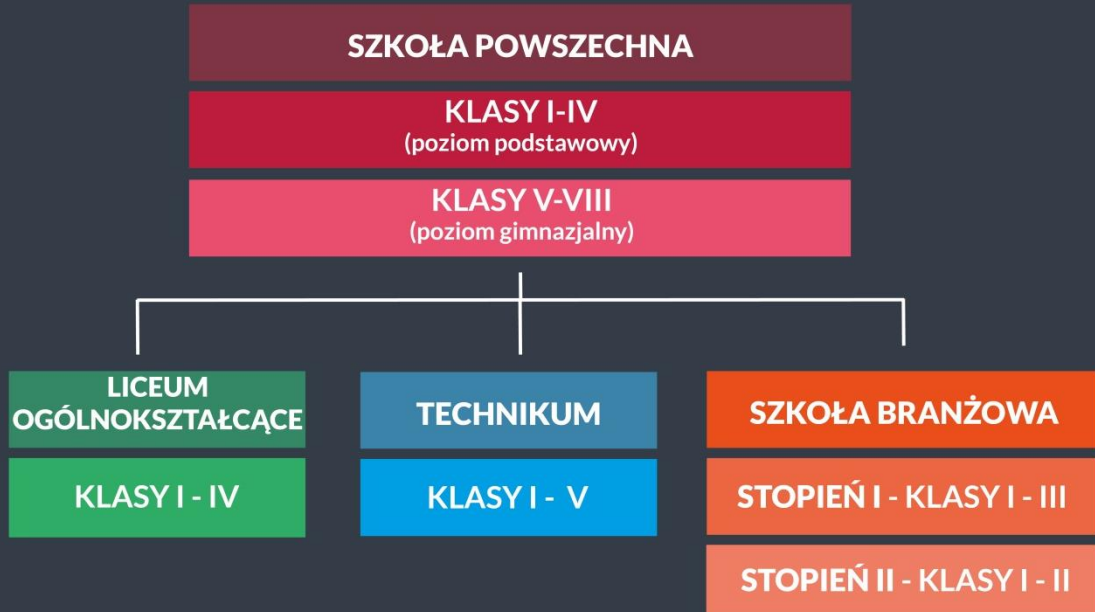 SZKOŁA POWSZECHNA
KLASY I-IV
(poziom podstawowy)
KLASY V-VIII
(poziom gimnazjalny)
LICEUM
OGÓLNOKSZTAŁCĄCE
KLASY I - IV
TECHNIKUM
KLASY I - V
SZKOŁA BRANŻOWA
STOPIEŃ I - KLASY I - III
STOPIEŃ II - KLASY I - II